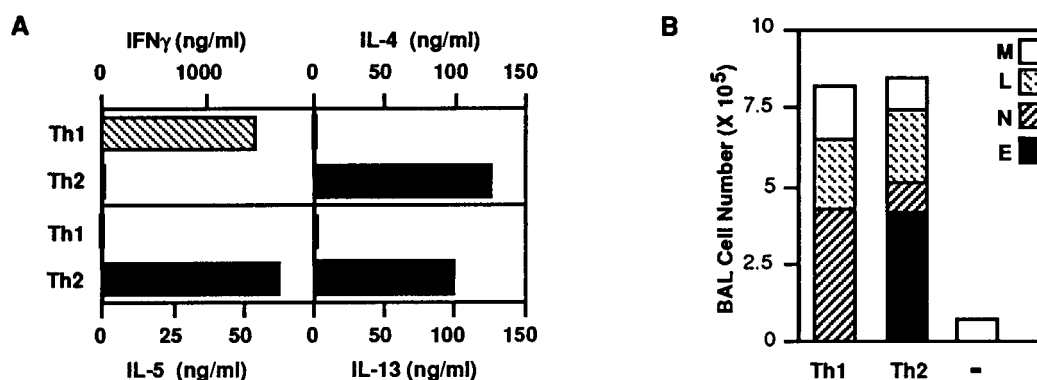 A
IFNγ (ng/ml) IL-4 (ng/ml)
0 1000 0 50 100 150
Th1
Th2
Th1
Th2
0 25 50 0 50 100 150
IL-5 (ng/ml) IL-13 (ng/ml)
B
BAL Cell Number (X 10⁵)
10
7.5
5
2.5
0
M
L
N
E
Th1 Th2 -